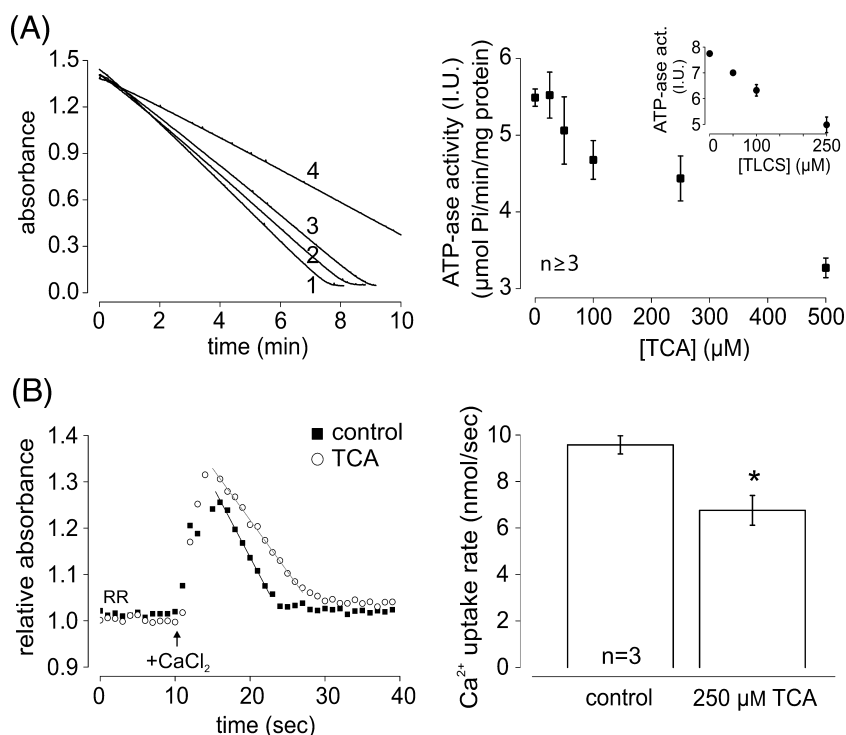 (A)
absorbance
1.5
1.2
0.9
0.6
0.3
0.0
4
3
2
1
0
2
4
6
8
10
time (min)
ATP-ase activity (I.U.)
(μmol Pi/min/mg protein)
6
5.5
5
4.5
4
3
n≥3
0
100
200
300
400
500
[TCA] (μM)
ATP-ase act.
(I.U.)
8
7
6
5
0
100
250
[TLCS] (μM)
(B)
relative absorbance
1.4
1.3
1.2
1.1
1.0
0.9
control
TCA
RR
+CaCl2
0
10
20
30
40
time (sec)
Ca2+ uptake rate (nmol/sec)
10
8
6
4
2
0
*
n=3
control
250 μM TCA